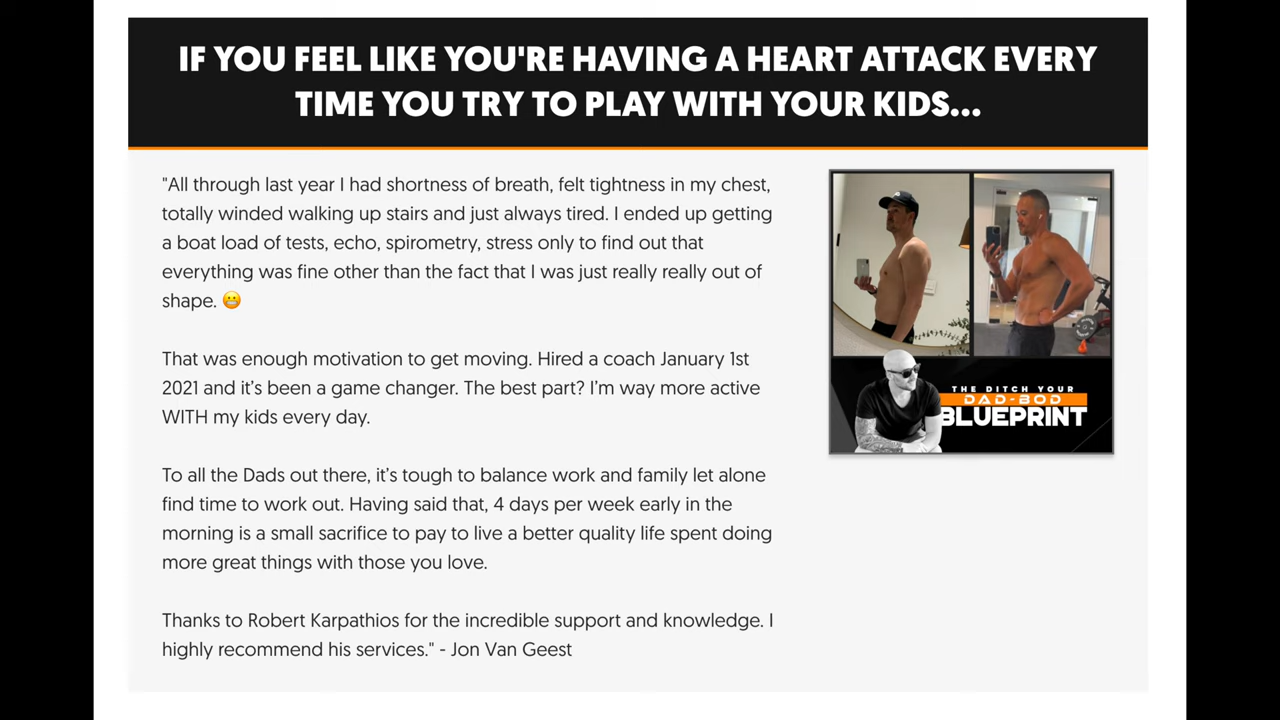 IF YOU FEEL LIKE YOU'RE HAVING A HEART ATTACK EVERY
TIME YOU TRY TO PLAY WITH YOUR KIDS...
"All through last year I had shortness of breath, felt tightness in my chest,
totally winded walking up stairs and just always tired. I ended up getting
a boat load of tests, echo, spirometry, stress only to find out that
everything was fine other than the fact that I was just really really out of
shape. 😬
That was enough motivation to get moving. Hired a coach January 1st
2021 and it's been a game changer. The best part? I'm way more active
WITH my kids every day.
To all the Dads out there, it's tough to balance work and family let alone
find time to work out. Having said that, 4 days per week early in the
morning is a small sacrifice to pay to live a better quality life spent doing
more great things with those you love.
Thanks to Robert Karpathios for the incredible support and knowledge. I
highly recommend his services." - Jon Van Geest
THE DITCH YOUR
DAD-BOD
BLUEPRINT